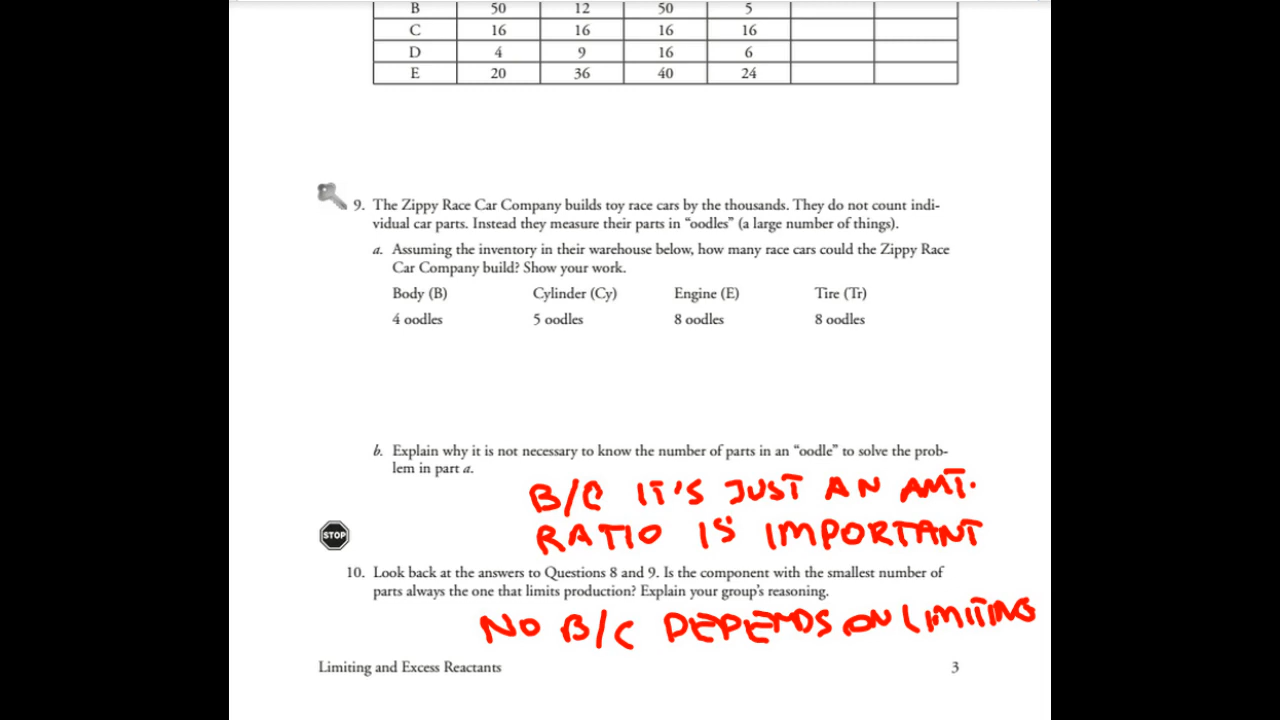 B 50 12 50 5
C 16 16 16 16
D 4 9 16 6
E 20 36 40 24
9. The Zippy Race Car Company builds toy race cars by the thousands. They do not count indi-
vidual car parts. Instead they measure their parts in “oodles” (a large number of things).
a. Assuming the inventory in their warehouse below, how many race cars could the Zippy Race
Car Company build? Show your work.
Body (B) Cylinder (Cy) Engine (E) Tire (Tr)
4 oodles 5 oodles 8 oodles 8 oodles
b. Explain why it is not necessary to know the number of parts in an “oodle” to solve the prob-
lem in part a.
B/C IT'S JUST AN AMT.
RATIO IS IMPORTANT
STOP
10. Look back at the answers to Questions 8 and 9. Is the component with the smallest number of
parts always the one that limits production? Explain your group’s reasoning.
NO B/C DEPENDS ON LIMITING
Limiting and Excess Reactants 3